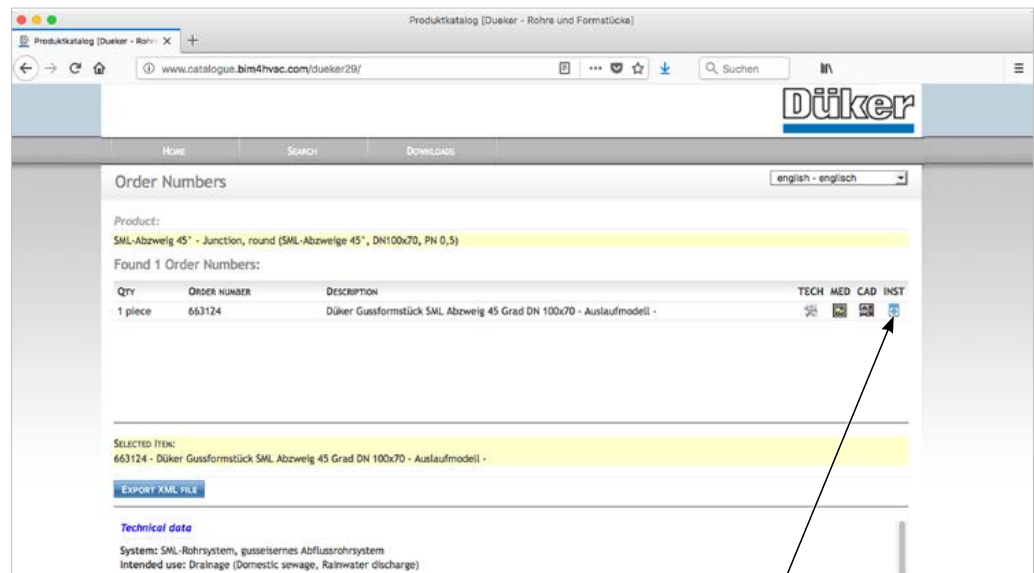 Produktkatalog [Dueker - Rohre und Formstücke]
Produktkatalog [Dueker - Rohre
www.catalogue.bim4hvac.com/dueker29/
Suchen
Düker
Home Search Downloads
Order Numbers
english - englisch
Product:
SML-Abzweig 45° - Junction, round (SML-Abzweige 45°, DN100x70, PN 0,5)
Found 1 Order Numbers:
Qty Order number Description TECH MED CAD INST
1 piece 663124 Düker Gussformstück SML Abzweig 45 Grad DN 100x70 - Auslaufmodell -
Selected Item:
663124 - Düker Gussformstück SML Abzweig 45 Grad DN 100x70 - Auslaufmodell -
Export XML file
Technical data
System: SML-Rohrsystem, gusseisernes Abflussrohrsystem
Intended use: Drainage (Domestic sewage, Rainwater discharge)